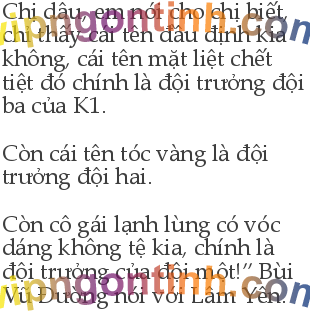 Chị dâu, em nói cho chị biết,
chị thấy cái tên đầu định kia
không, cái tên mặt liệt chết
tiệt đó chính là đội trưởng đội
ba của K1.
Còn cái tên tóc vàng là đội
trưởng đội hai.
Còn cô gái lạnh lùng có vóc
dáng không tệ kia, chính là
đội trưởng của đội một!” Bùi
Vũ Đường nói với Lâm Yên.
vipngontinh.com
vipngontinh.com